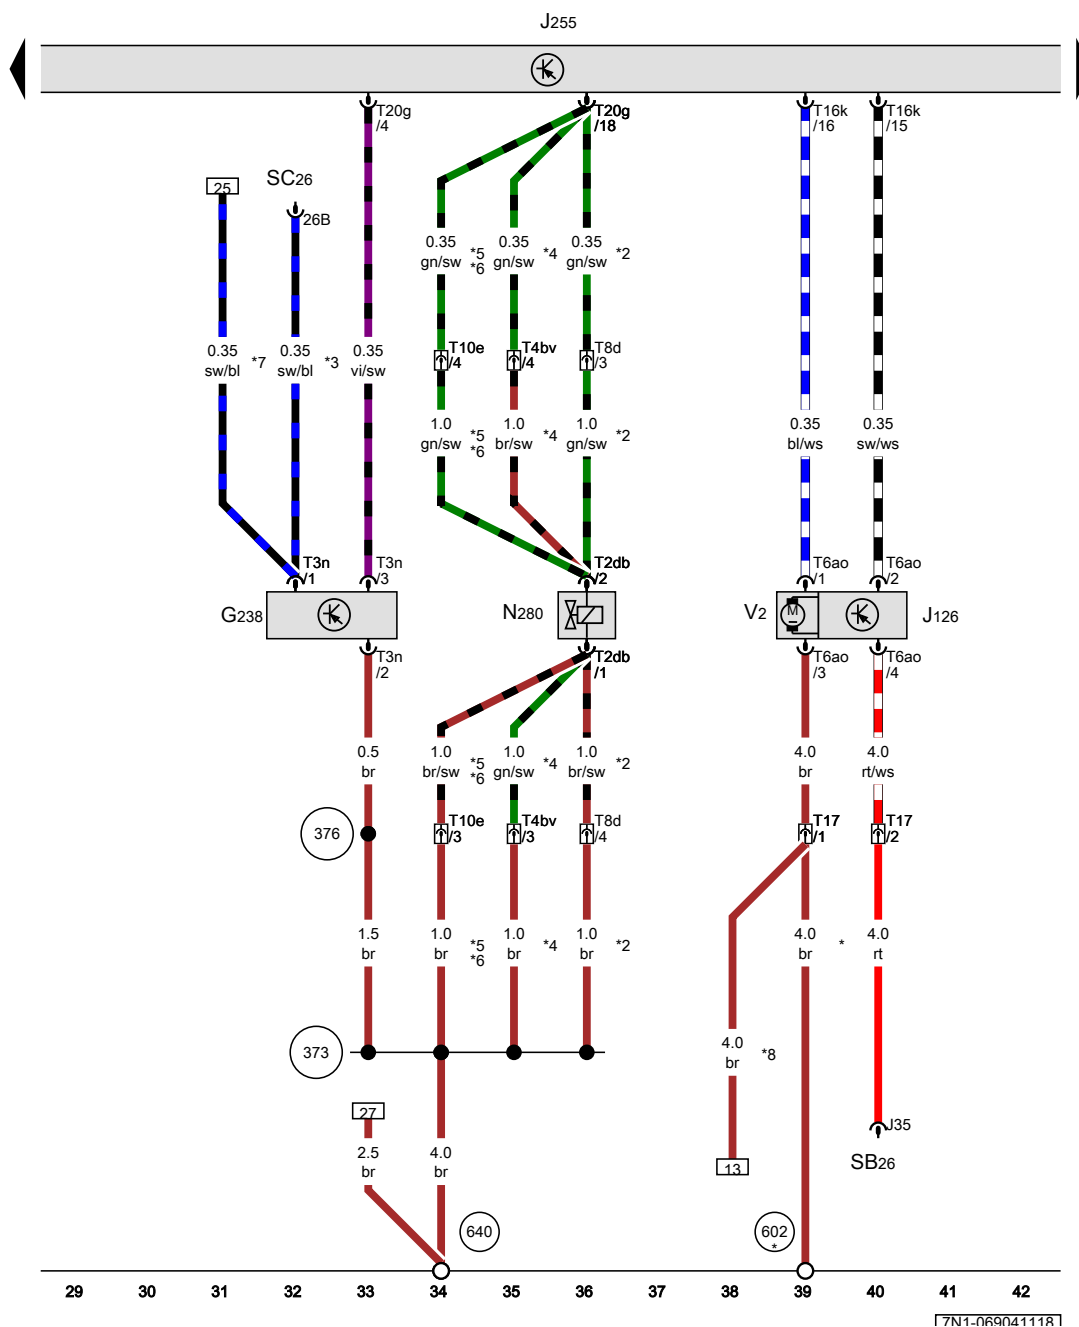 J255
T20g
/4
T20g
/18
T16k
/16
T16k
/15
25
SC26
26B
0.35
gn/sw
*5
*6
0.35
gn/sw
*4
0.35
gn/sw
*2
0.35
sw/bl
*7
0.35
sw/bl
*3
0.35
vi/sw
T10e
/4
T4bv
/4
T8d
/3
1.0
gn/sw
*5
*6
1.0
br/sw
*4
1.0
gn/sw
*2
0.35
bl/ws
0.35
sw/ws
T3n
/1
T3n
/3
T2db
/2
T6ao
/1
T6ao
/2
G238
N280
V2
M
J126
T3n
/2
T2db
/1
T6ao
/3
T6ao
/4
0.5
br
1.0
br/sw
*5
*6
1.0
gn/sw
*4
1.0
br/sw
*2
4.0
br
4.0
rt/ws
376
T10e
/3
T4bv
/3
T8d
/4
T17
/1
T17
/2
1.5
br
1.0
br
*5
*6
1.0
br
*4
1.0
br
*2
4.0
br
*
4.0
rt
373
4.0
br
*8
27
2.5
br
4.0
br
13
J35
SB26
640
602
*
29 30 31 32 33 34 35 36 37 38 39 40 41 42
7N1-069041118